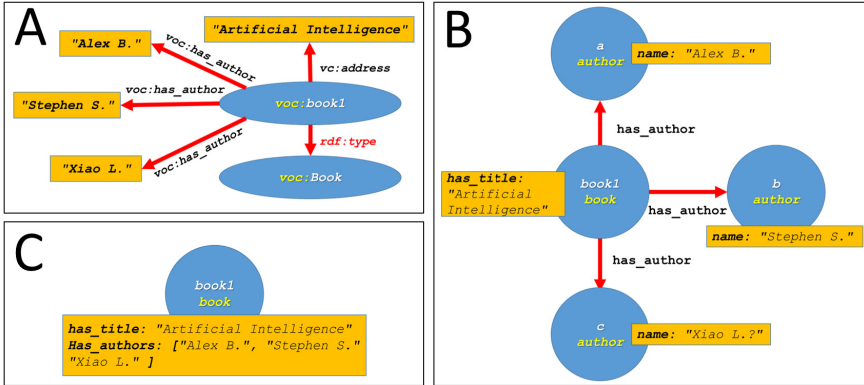 A
"Alex B."
"Artificial Intelligence"
voc:has_author
vc:address
"Stephen S."
voc:has_author
voc:book1
voc:has_author
rdf:type
"Xiao L."
voc:Book
B
a
author
name: "Alex B."
has_author
has_title:
"Artificial
Intelligence"
book1
book
has_author
b
author
name: "Stephen S."
has_author
c
author
name: "Xiao L.?"
C
book1
book
has_title: "Artificial Intelligence"
Has_authors: ["Alex B.", "Stephen S."
"Xiao L." ]